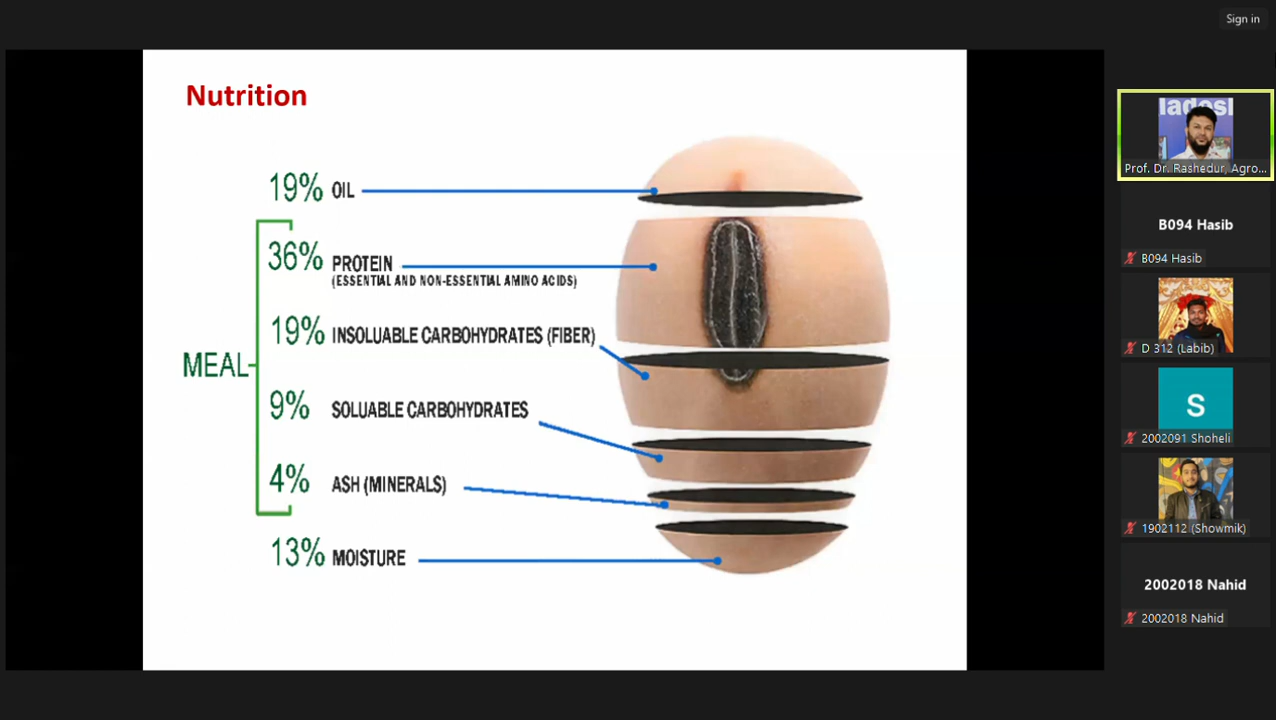 Sign in
Nutrition
19% OIL
36% PROTEIN
(ESSENTIAL AND NON-ESSENTIAL AMINO ACIDS)
19% INSOLUABLE CARBOHYDRATES (FIBER)
MEAL
9% SOLUABLE CARBOHYDRATES
4% ASH (MINERALS)
13% MOISTURE
ladesl
Prof. Dr. Rashedur, Agro...
B094 Hasib
B094 Hasib
D 312 (Labib)
S
2002091 Shoheli
1902112 (Showmik)
2002018 Nahid
2002018 Nahid